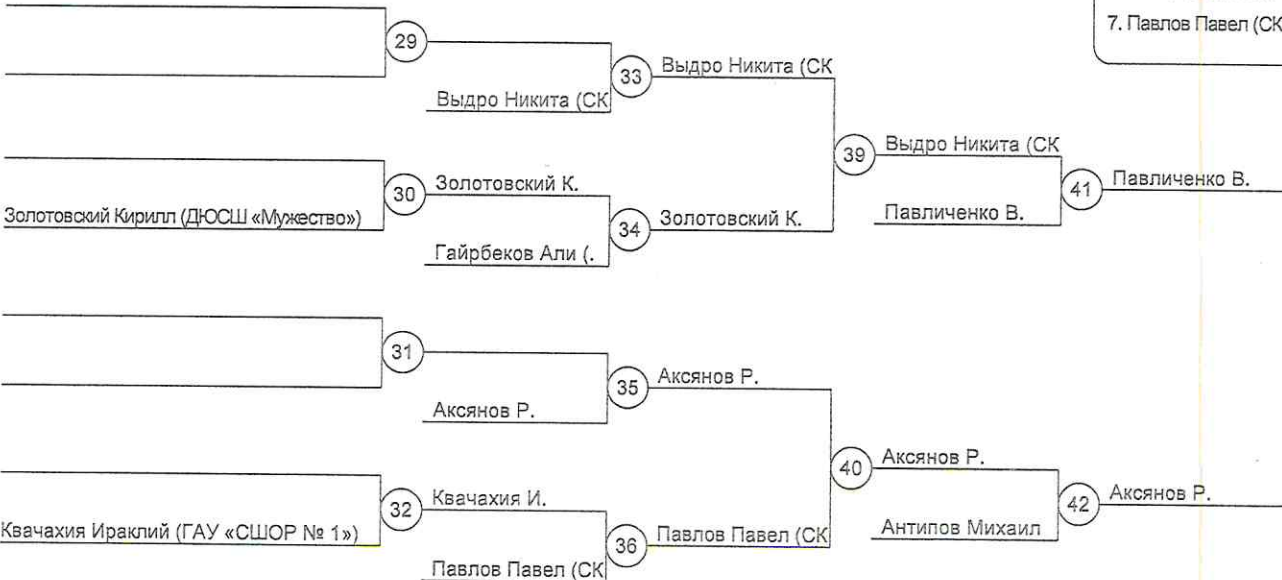 7. Павлов Павел (СК
29
33
Выдро Никита (СК
Выдро Никита (СК
39
Выдро Никита (СК
30
Золотовский К.
41
Павличенко В.
Золотовский Кирилл (ДЮСШ «Мужество»)
34
Золотовский К.
Павличенко В.
Гайрбеков Али (.
31
35
Аксянов Р.
Аксянов Р.
40
Аксянов Р.
32
Квачахия И.
42
Аксянов Р.
Квачахия Ираклий (ГАУ «СШОР № 1»)
36
Павлов Павел (СК
Антипов Михаил
Павлов Павел (СК